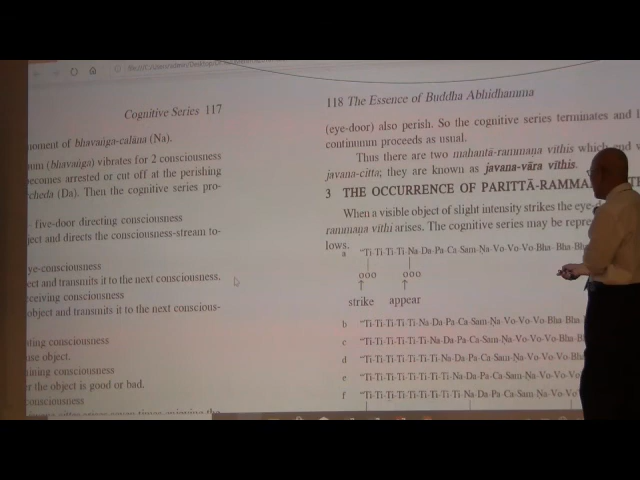 Cognitive Series 117
moment of bhavaṅga-calāna (Na).
(bhavaṅga) vibrates for 2 consciousness
becomes arrested or cut off at the perishing
cheda (Da). Then the cognitive series pro-
five-door directing consciousness
ject and directs the consciousness-stream to-
ye-consciousness
ect and transmits it to the next consciousness.
ceiving consciousness
object and transmits it to the next conscious-
consciousness
use object.
ining consciousness
r the object is good or bad.
consciousness
118 The Essence of Buddha Abhidhamma
(eye-door) also perish. So the cognitive series terminates and
continuum proceeds as usual.
Thus there are two mahantā-rammaṇa vīthis which end
javana-citta; they are known as javana-vāra vīthis.
3 THE OCCURRENCE OF PARITTĀ-RAMMA
When a visible object of slight intensity strikes the eye-
rammaṇa vīthi arises. The cognitive series may be repre
lows.
a "Ti-Ti-Ti-Ti-Na-Da-Pa-Ca-Sam-Na-Vo-Vo-Vo-Bha-Bha-Bh
ooo ooo
strike appear
b "Ti-Ti-Ti-Ti-Ti-Na-Da-Pa-Ca-Sam-Na-Vo-Vo-Vo-Bha-Bha
c "Ti-Ti-Ti-Ti-Ti-Ti-Na-Da-Pa-Ca-Sam-Na-Vo-Vo-Vo-Bha
d "Ti-Ti-Ti-Ti-Ti-Ti-Ti-Na-Da-Pa-Ca-Sam-Na-Vo-Vo-Vo-Bh
e "Ti-Ti-Ti-Ti-Ti-Ti-Ti-Ti-Na-Da-Pa-Ca-Sam-Na-Vo-Vo-Vo
f "Ti-Ti-Ti-Ti-Ti-Ti-Ti-Ti-Ti-Na-Da-Pa-Ca-Sam-Na-Vo-Vo